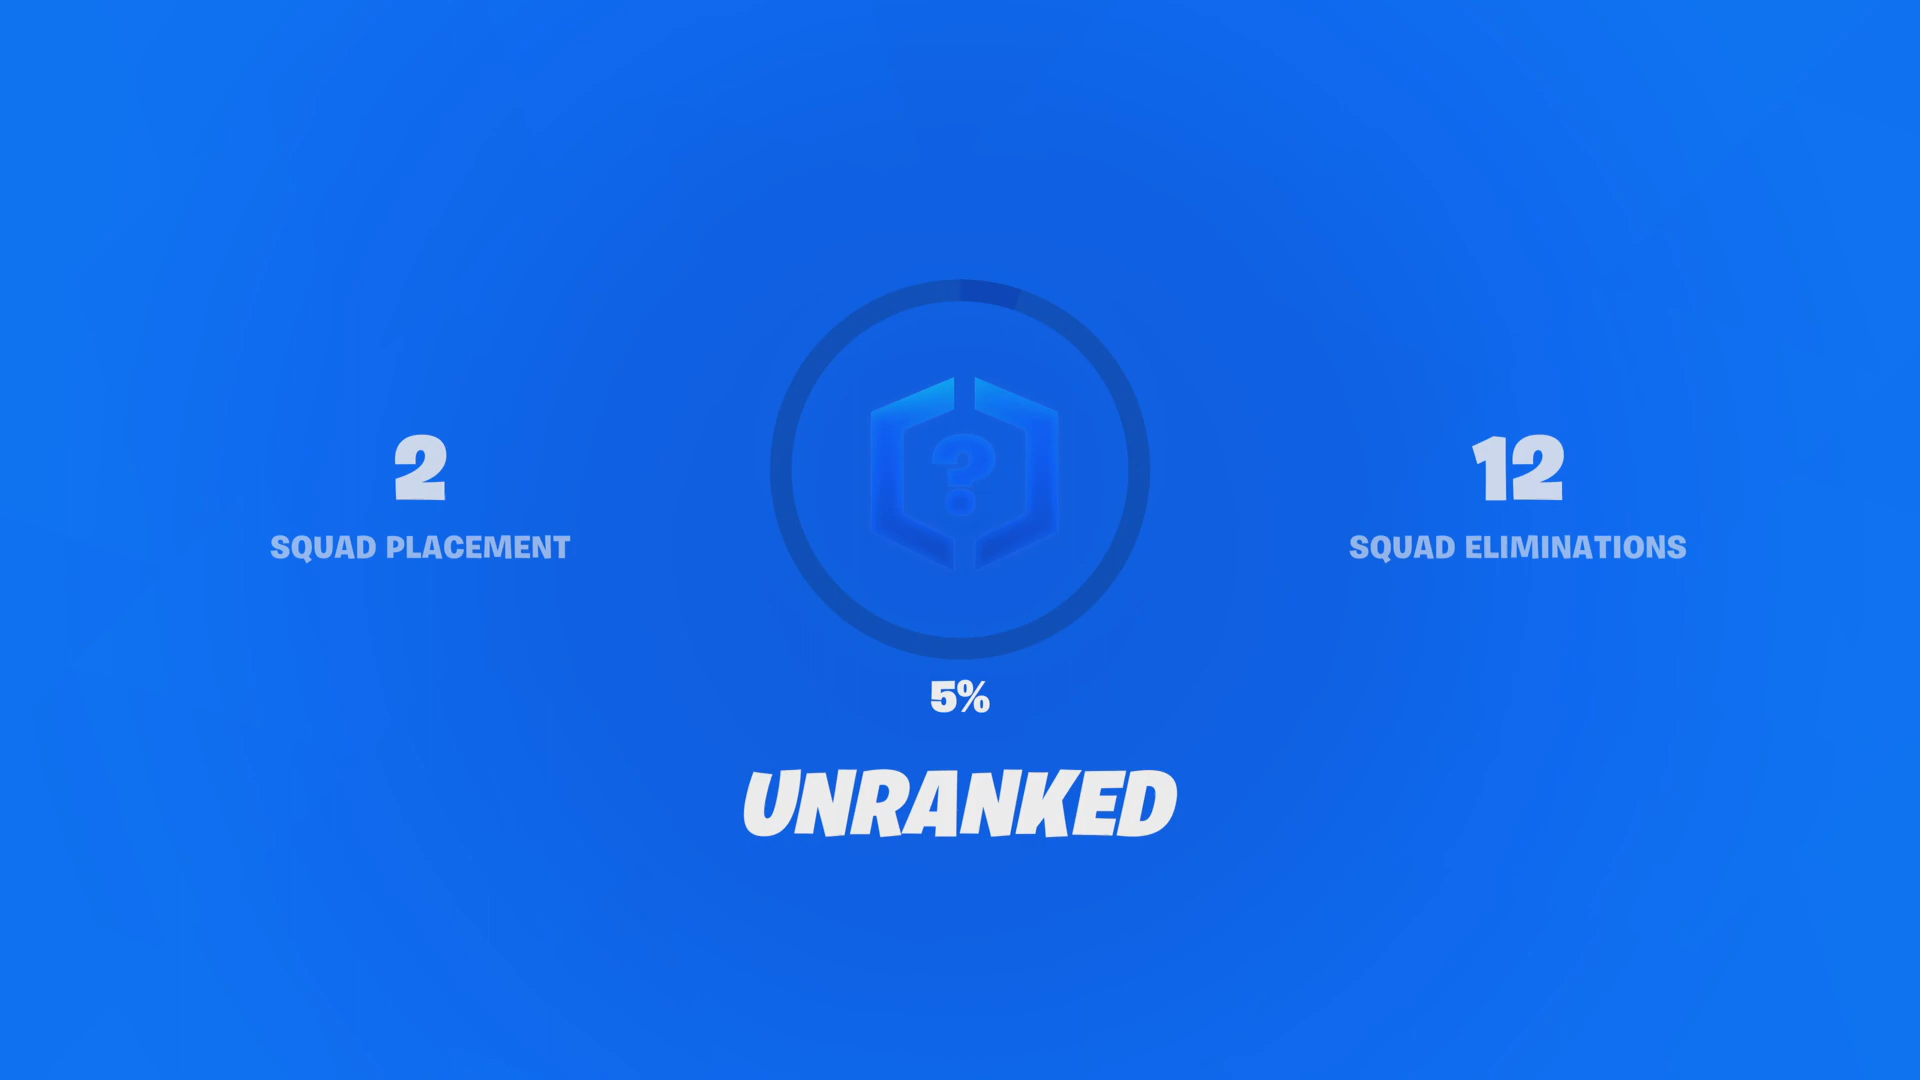 2
SQUAD PLACEMENT
?
5%
UNRANKED
12
SQUAD ELIMINATIONS